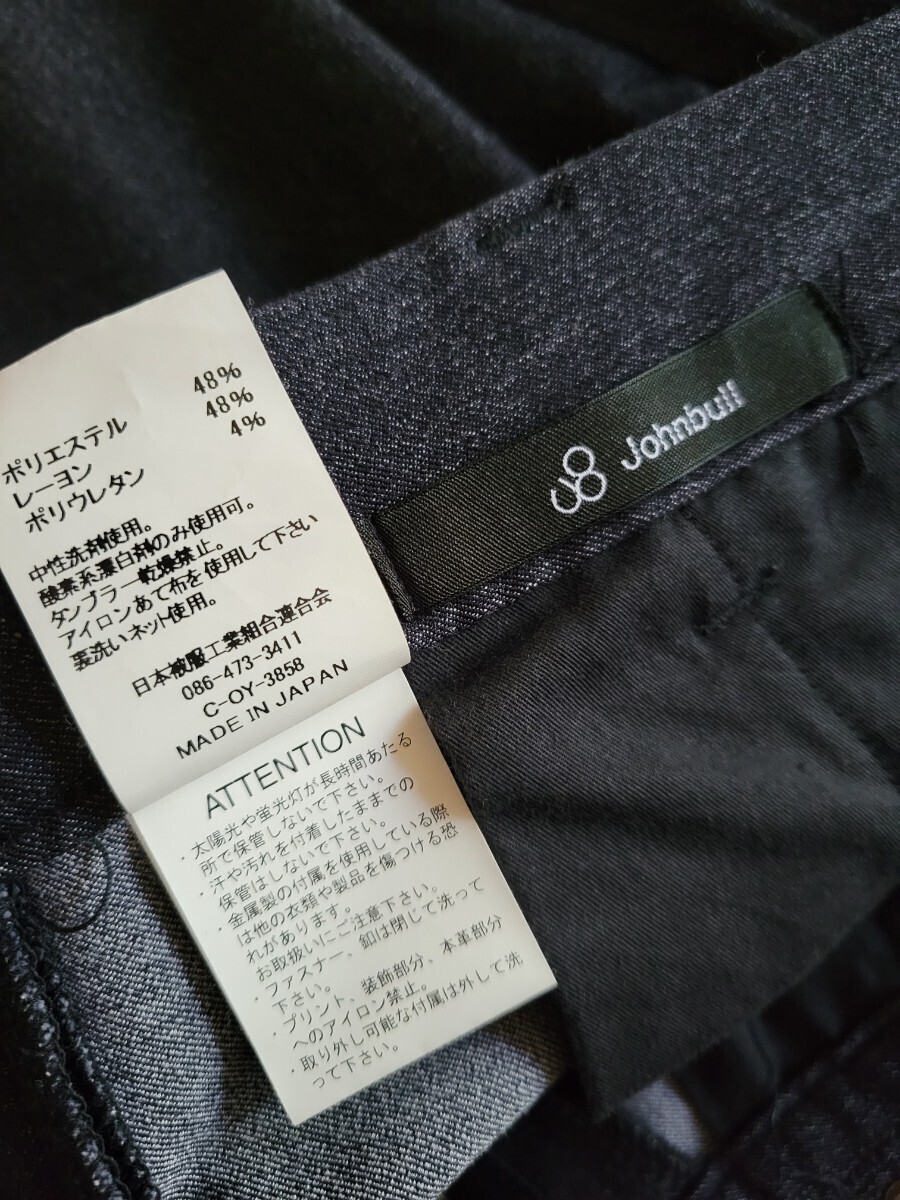 ポリエステル 48%
レーヨン 48%
ポリウレタン 4%
中性洗剤使用。
酸素系漂白剤のみ使用可。
タンブラー乾燥禁止。
アイロンあて布を使用して下さい
裏洗いネット使用。
日本被服工業組合連合会
086-473-3411
C-OY-3858
MADE IN JAPAN
ATTENTION
・太陽光や蛍光灯が長時間あたる
所で保管しないで下さい。
・汗や汚れを付着したままでの
保管はしないで下さい。
・金属製の付属を使用している際
は他の衣類や製品を傷つける恐
れがあります。
お取扱いにご注意下さい。
・ファスナー、釦は閉じて洗って
下さい。
・プリント、装飾部分、本革部分
へのアイロン禁止。
・取り外し可能な付属は外して洗
って下さい。
Johnbull